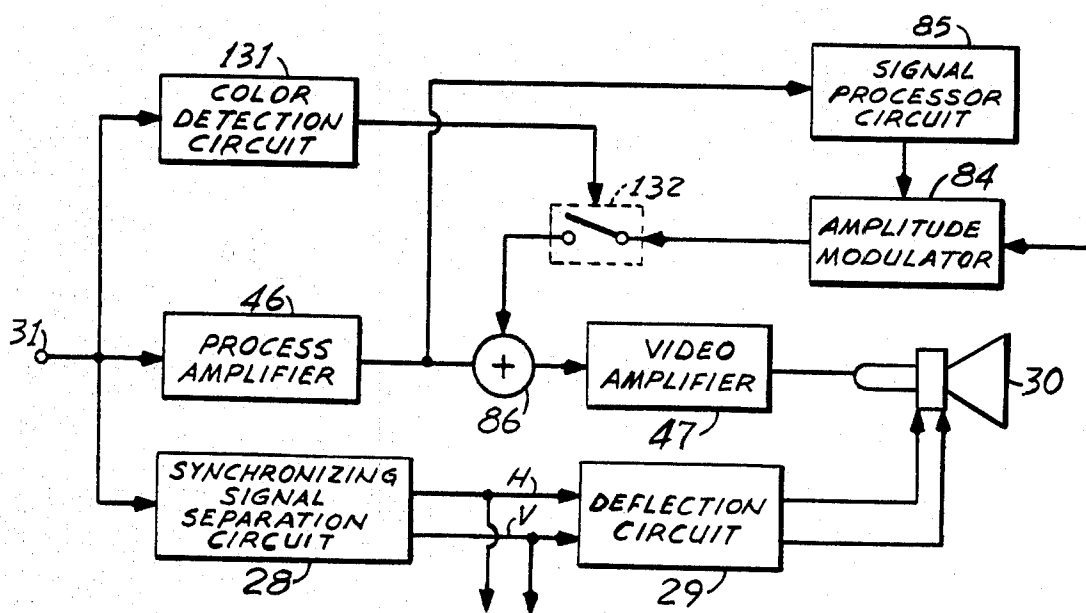 131
COLOR
DETECTION
CIRCUIT
85
SIGNAL
PROCESSOR
CIRCUIT
132
84
AMPLITUDE
MODULATOR
31
46
PROCESS
AMPLIFIER
+
86
VIDEO
AMPLIFIER
47
30
SYNCHRONIZING
SIGNAL
SEPARATION
CIRCUIT
28
H
V
DEFLECTION
CIRCUIT
29